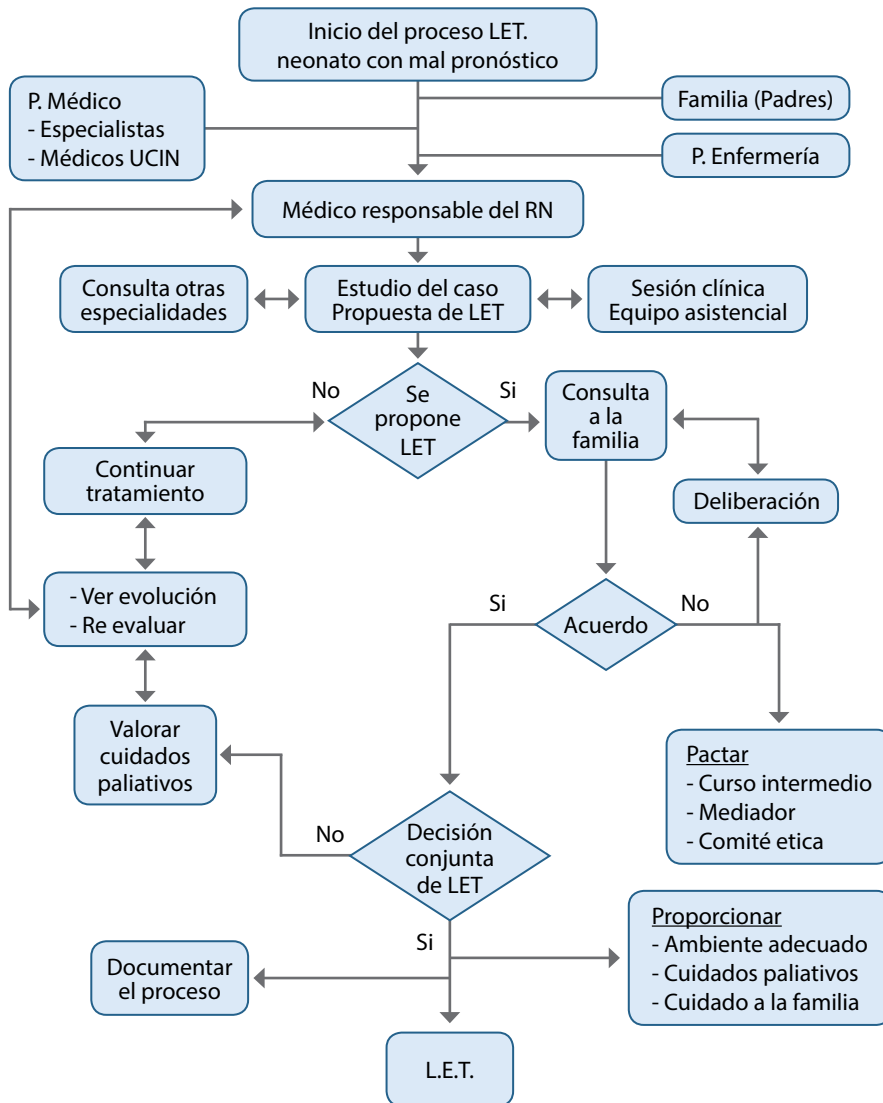 Inicio del proceso LET.
neonato con mal pronóstico
P. Médico
- Especialistas
- Médicos UCIN
Familia (Padres)
P. Enfermería
Médico responsable del RN
Consulta otras
especialidades
Estudio del caso
Propuesta de LET
Sesión clínica
Equipo asistencial
No
Se
propone
LET
Si
Consulta
a la
familia
Continuar
tratamiento
Deliberación
- Ver evolución
- Re evaluar
Si
Acuerdo
No
Valorar
cuidados
paliativos
Pactar
- Curso intermedio
- Mediador
- Comité etica
No
Decisión
conjunta
de LET
Si
Proporcionar
- Ambiente adecuado
- Cuidados paliativos
- Cuidado a la familia
Documentar
el proceso
L.E.T.